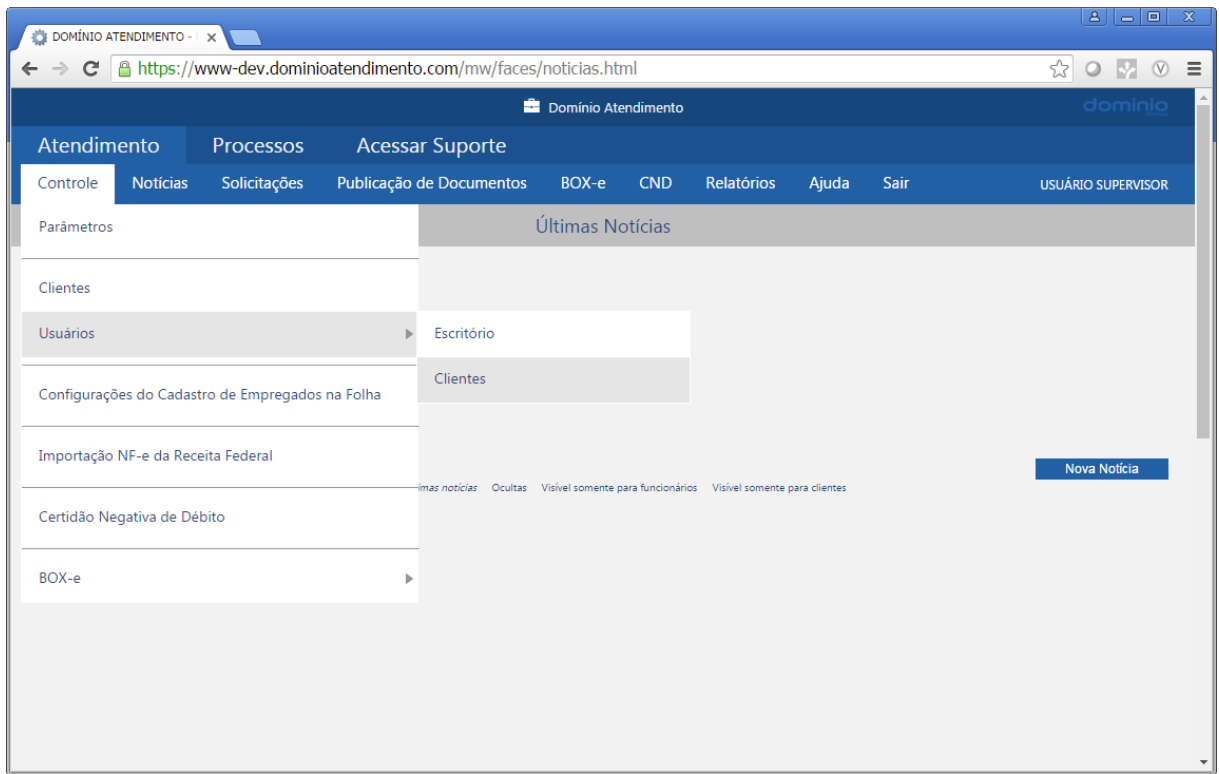 DOMÍNIO ATENDIMENTO -
https://www-dev.dominioatendimento.com/mw/faces/noticias.html
Domínio Atendimento
domínio
Atendimento Processos Acessar Suporte
Controle Notícias Solicitações Publicação de Documentos BOX-e CND Relatórios Ajuda Sair USUÁRIO SUPERVISOR
Parâmetros
Últimas Notícias
Clientes
Usuários
Escritório
Clientes
Configurações do Cadastro de Empregados na Folha
Importação NF-e da Receita Federal
Nova Notícia
notícias Ocultas Visível somente para funcionários Visível somente para clientes
Certidão Negativa de Débito
BOX-e